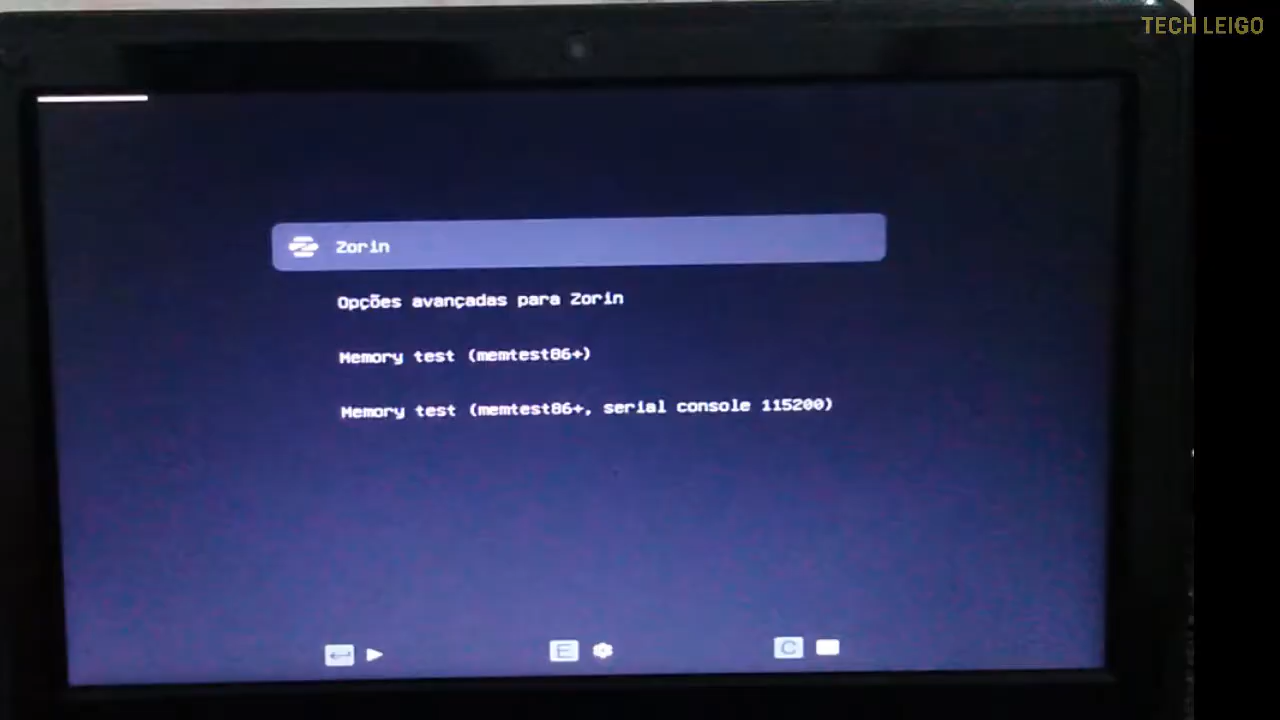 TECH LEIGO
Zorin
Opções avançadas para Zorin
Memory test (memtest86+)
Memory test (memtest86+, serial console 115200)
E
C